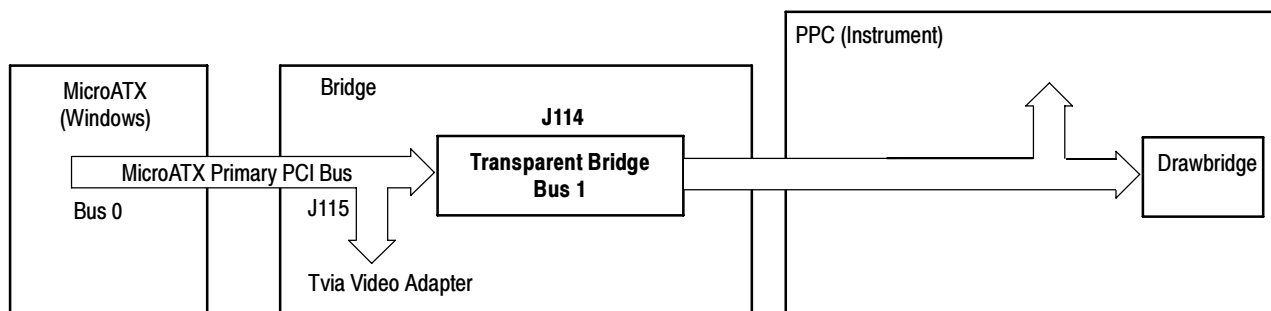 PPC (Instrument)
MicroATX
(Windows)
Bridge
J114
Transparent Bridge
Bus 1
MicroATX Primary PCI Bus
Drawbridge
Bus 0
J115
Tvia Video Adapter